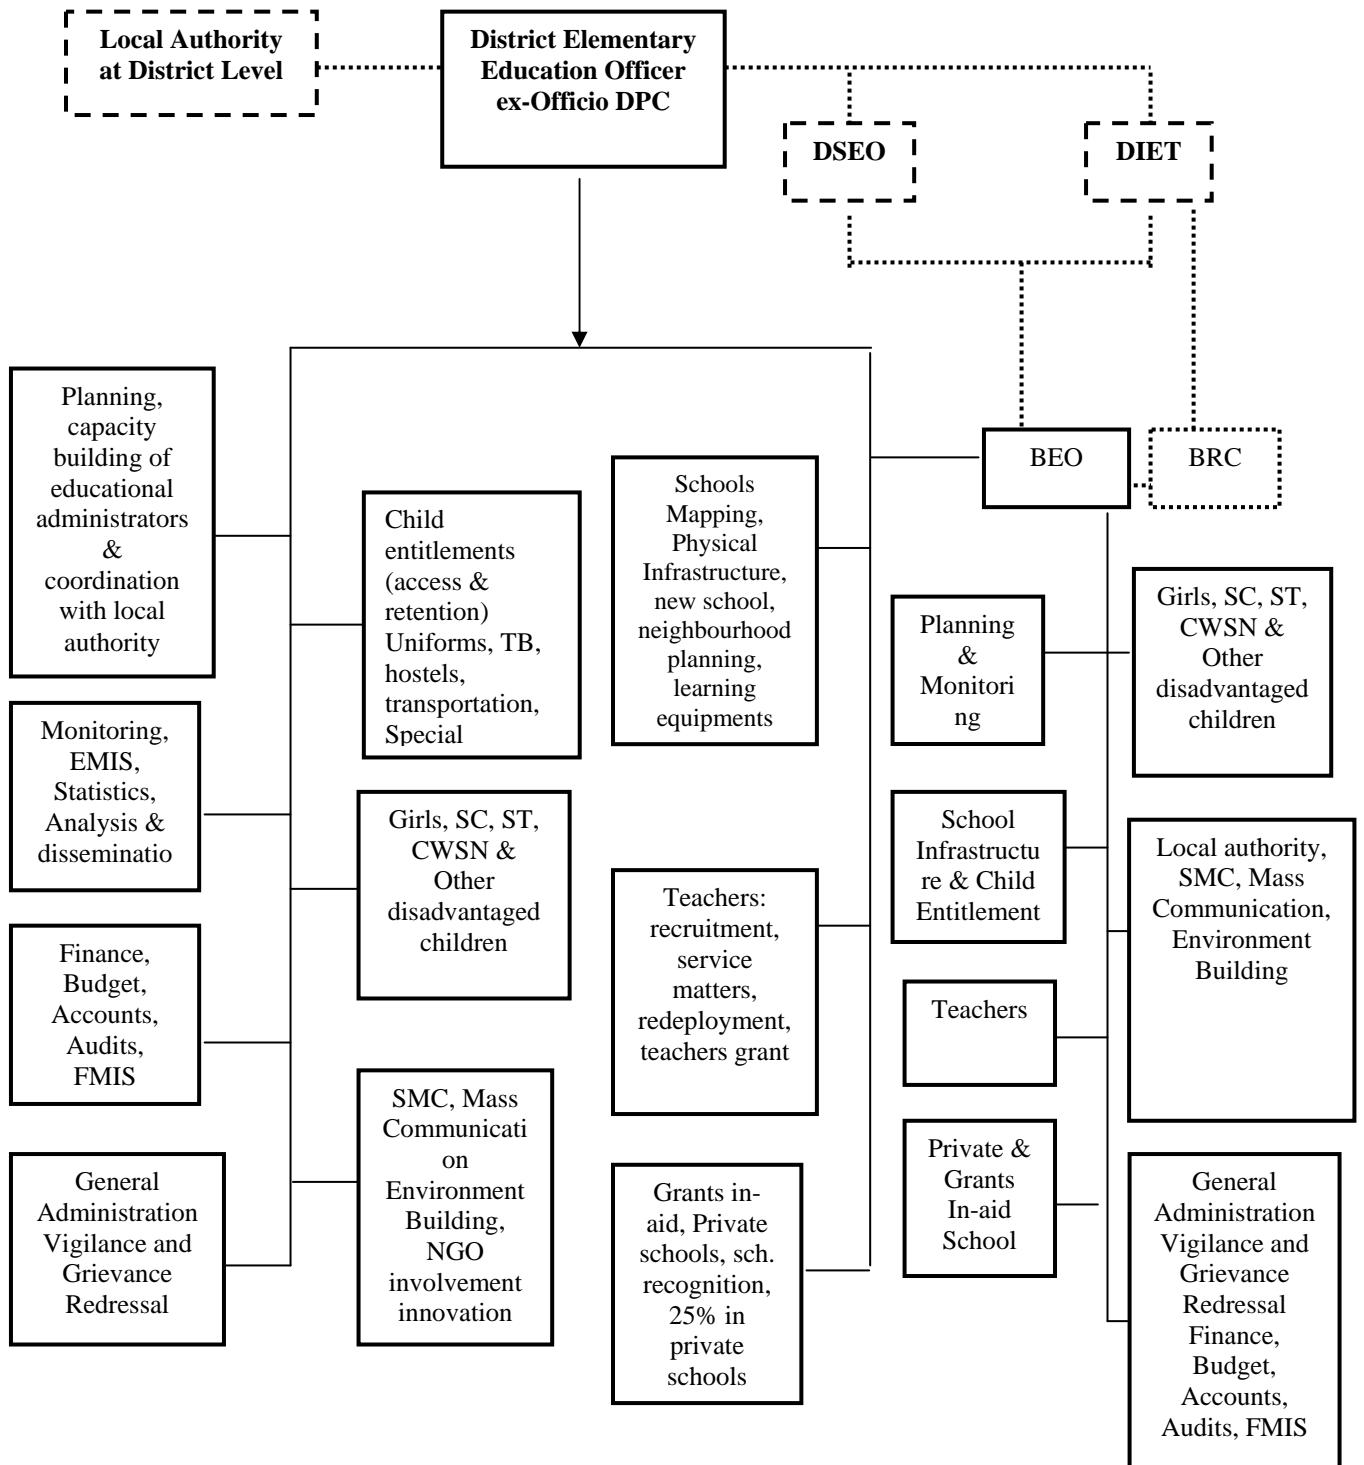 Local Authority
at District Level
District Elementary
Education Officer
ex-Officio DPC
DSEO
DIET
Planning,
capacity
building of
educational
administrators
&
coordination
with local
authority
Child
entitlements
(access &
retention)
Uniforms, TB,
hostels,
transportation,
Special
Schools
Mapping,
Physical
Infrastructure,
new school,
neighbourhood
planning,
learning
equipments
BEO
BRC
Planning
&
Monitori
ng
Girls, SC, ST,
CWSN &
Other
disadvantaged
children
Monitoring,
EMIS,
Statistics,
Analysis &
disseminatio
Girls, SC, ST,
CWSN &
Other
disadvantaged
children
Teachers:
recruitment,
service
matters,
redeployment,
teachers grant
School
Infrastructu
re & Child
Entitlement
Local authority,
SMC, Mass
Communication,
Environment
Building
Finance,
Budget,
Accounts,
Audits,
FMIS
Teachers
SMC, Mass
Communicati
on
Environment
Building,
NGO
involvement
innovation
Private &
Grants
In-aid
School
General
Administration
Vigilance and
Grievance
Redressal
Grants in-
aid, Private
schools, sch.
recognition,
25% in
private
schools
General
Administration
Vigilance and
Grievance
Redressal
Finance,
Budget,
Accounts,
Audits, FMIS